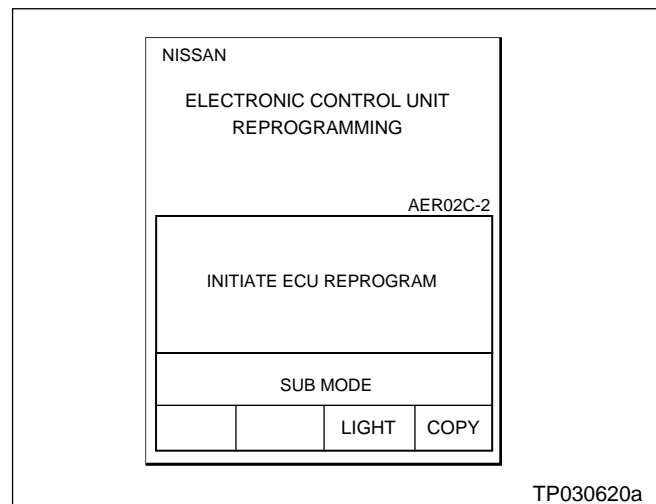 NISSAN
ELECTRONIC CONTROL UNIT
REPROGRAMMING
AER02C-2
INITIATE ECU REPROGRAM
SUB MODE
LIGHT COPY
TP030620a